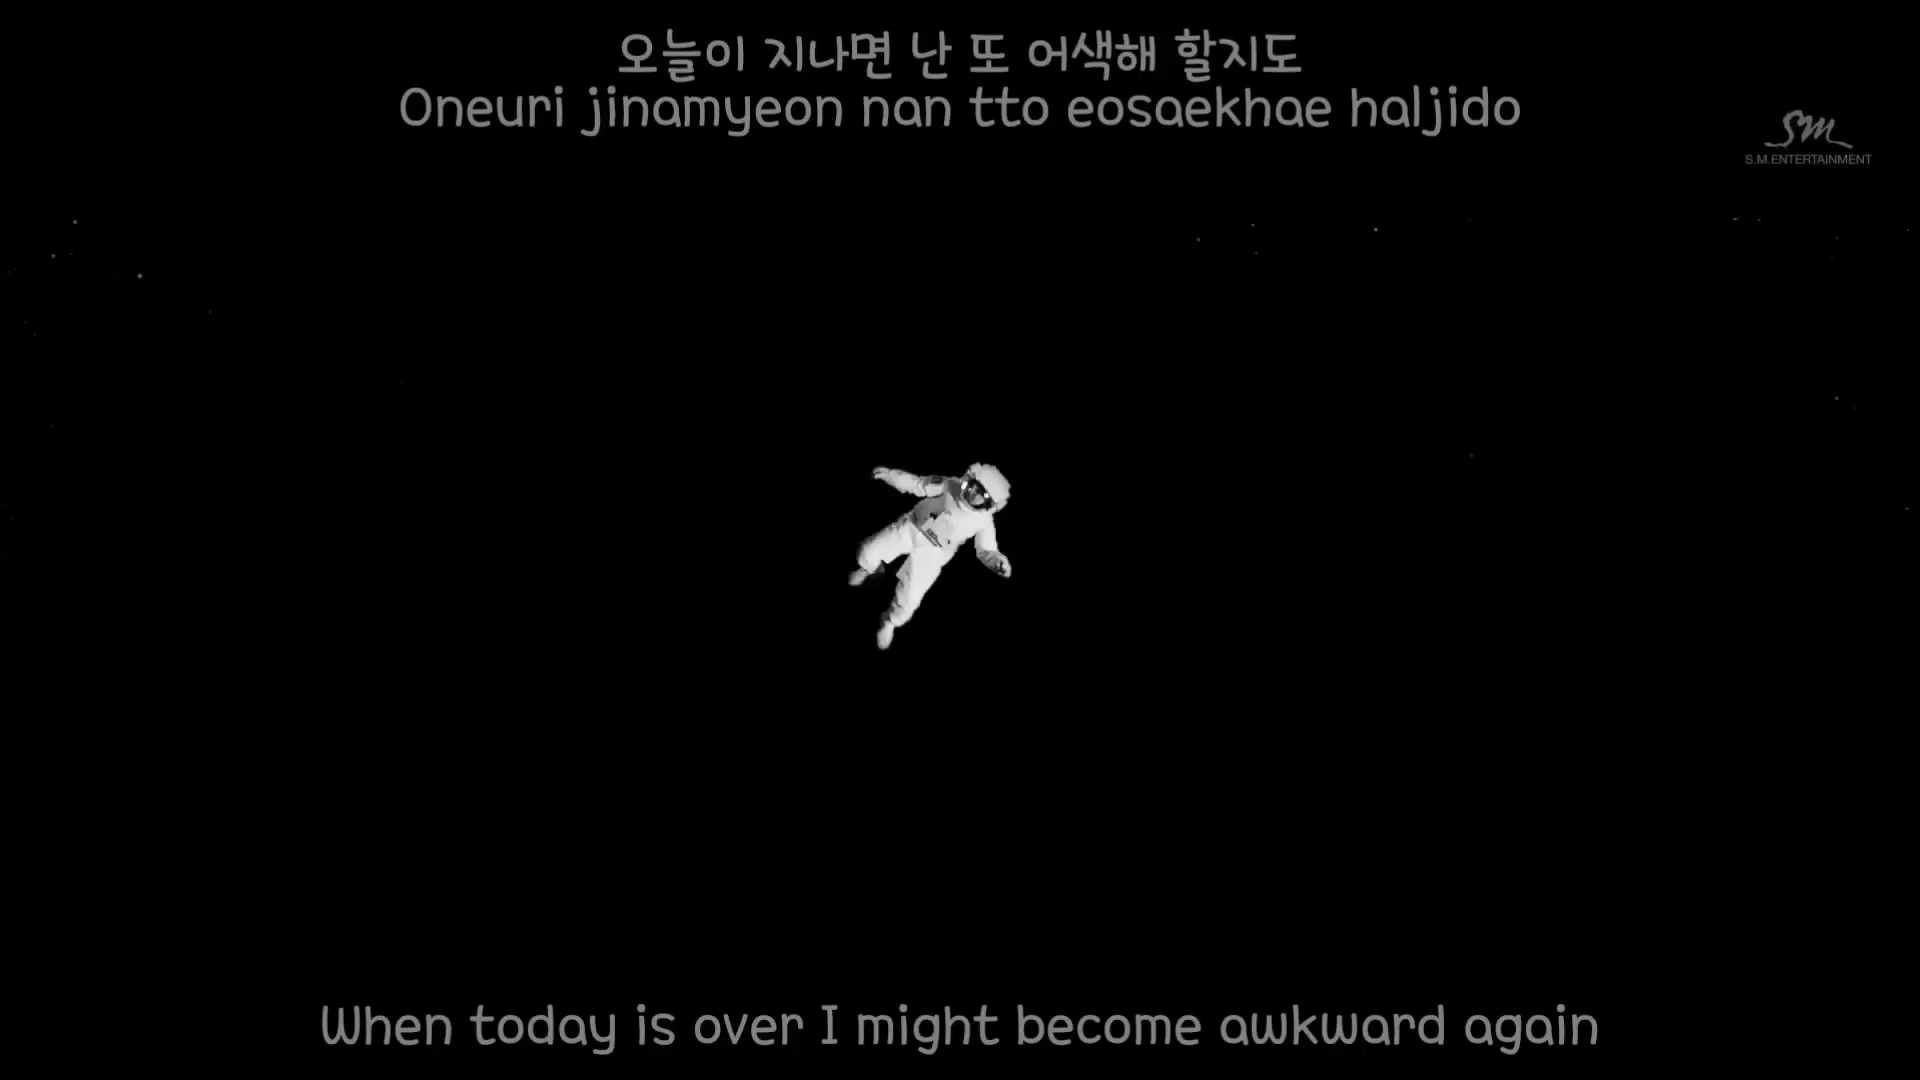 오늘이 지나면 난 또 어색해 할지도
Oneuri jinamyeon nan tto eosaekhae haljido
SM
S.M.ENTERTAINMENT
When today is over I might become awkward again